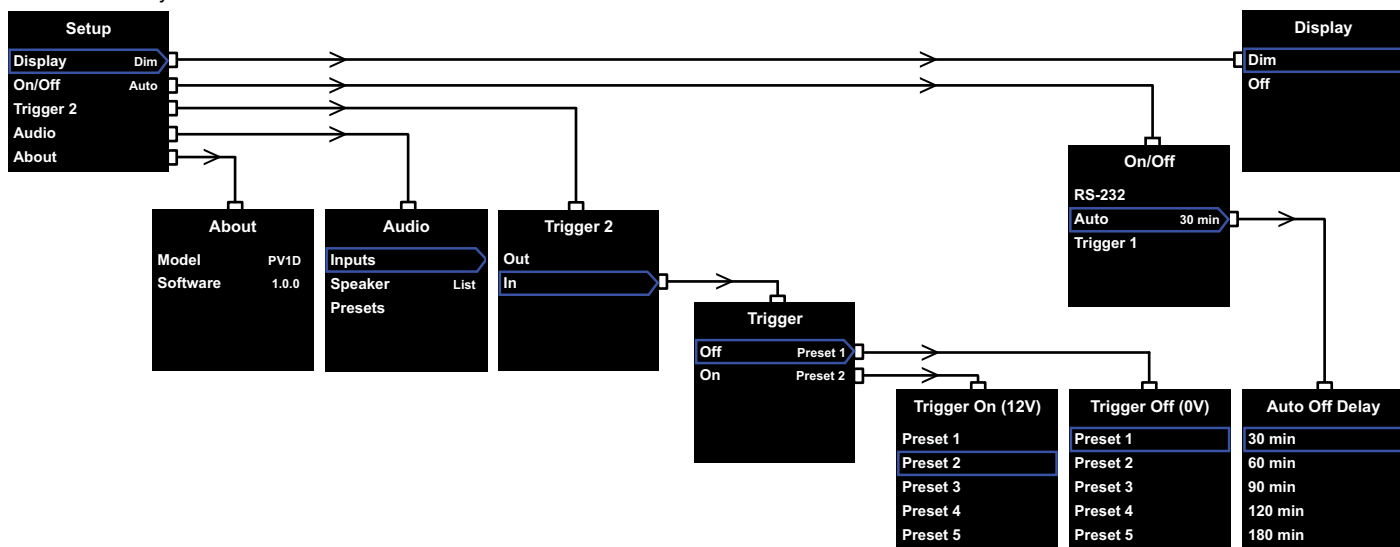 Setup
Display Dim
On/Off Auto
Trigger 2
Audio
About
Display
Dim
Off
On/Off
RS-232
Auto 30 min
Trigger 1
About
Model PV1D
Software 1.0.0
Audio
Inputs
Speaker List
Presets
Trigger 2
Out
In
Trigger
Off Preset 1
On Preset 2
Trigger On (12V)
Preset 1
Preset 2
Preset 3
Preset 4
Preset 5
Trigger Off (0V)
Preset 1
Preset 2
Preset 3
Preset 4
Preset 5
Auto Off Delay
30 min
60 min
90 min
120 min
180 min